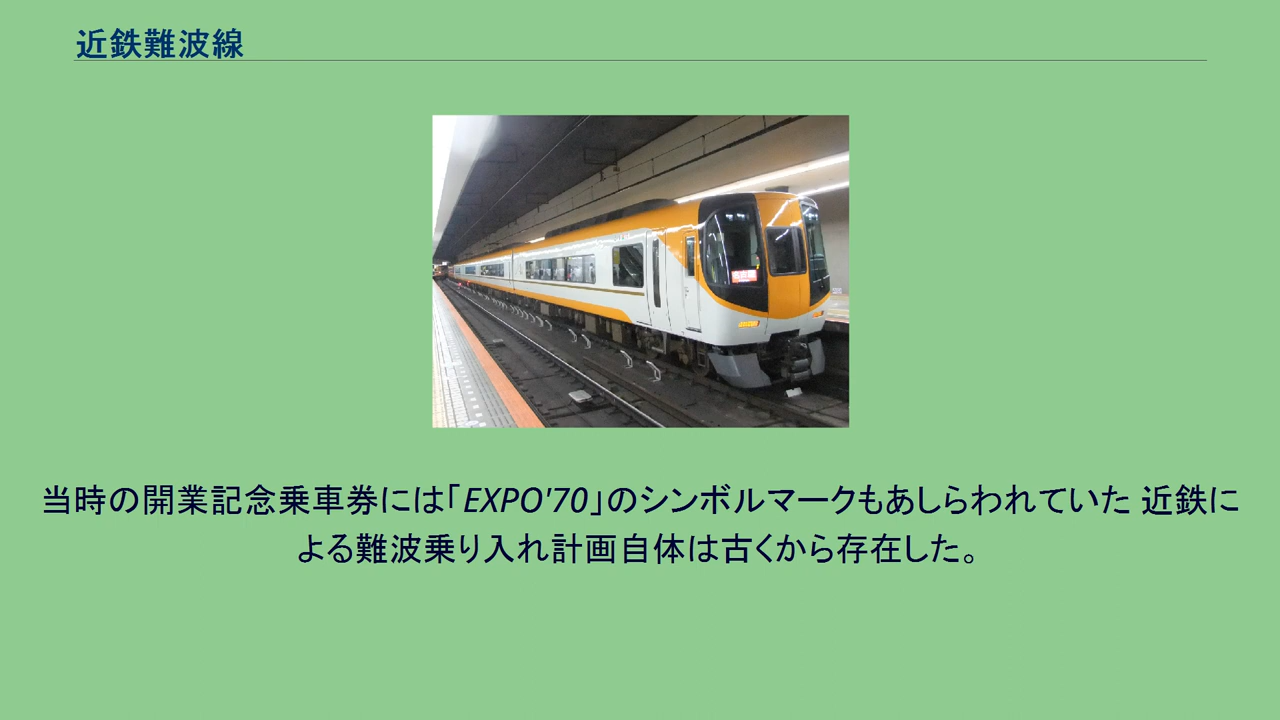 近鉄難波線
当時の開業記念乗車券には「EXPO'70」のシンボルマークもあしらわれていた 近鉄に
よる難波乗り入れ計画自体は古くから存在した。